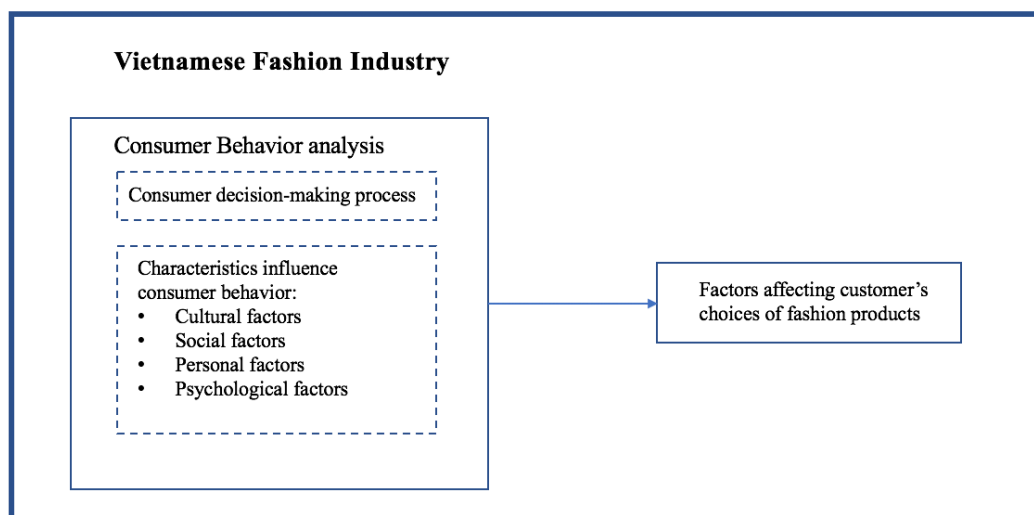 Vietnamese Fashion Industry
Consumer Behavior analysis
Consumer decision-making process
Characteristics influence
consumer behavior:
• Cultural factors
• Social factors
• Personal factors
• Psychological factors
Factors affecting customer’s
choices of fashion products